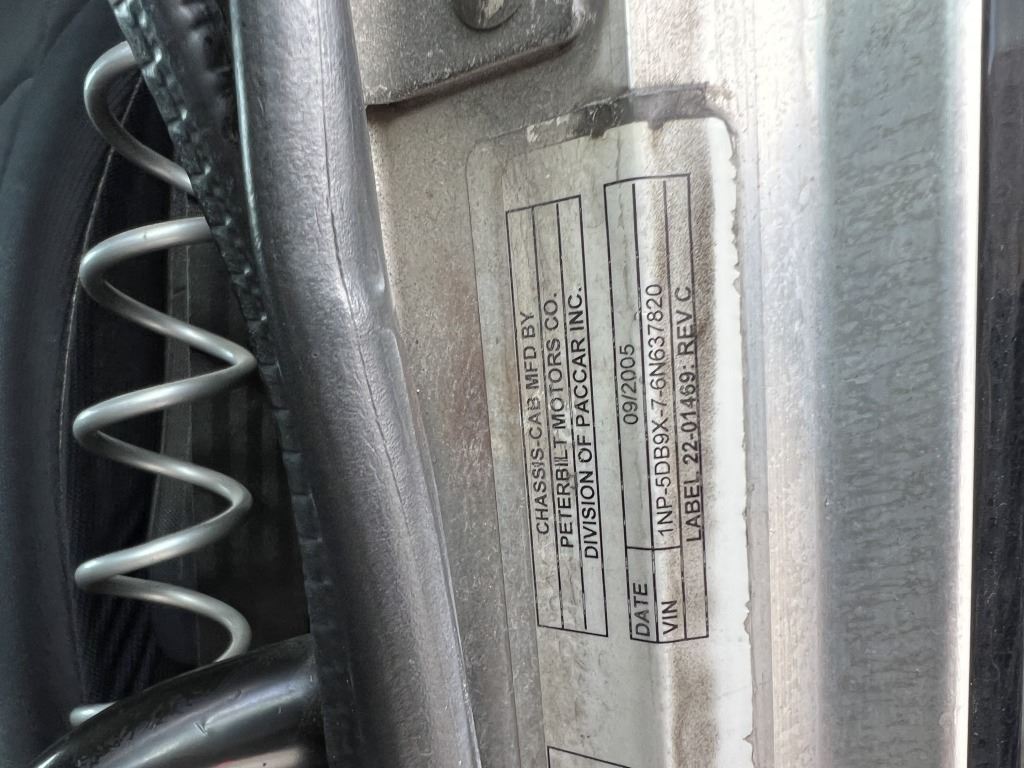 CHASSIS-CAB MFD BY
PETERBILT MOTORS CO.
DIVISION OF PACCAR INC.
DATE 09/2005
VIN 1NP-5DB9X-7-6N637820
LABEL 22-01469: REV C